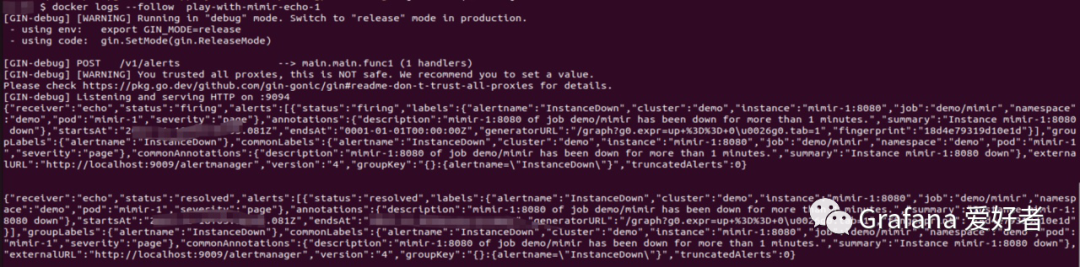 $ docker logs --follow  play-with-mimir-echo-1
[GIN-debug] [WARNING] Running in "debug" mode. Switch to "release" mode in production.
 - using env:   export GIN_MODE=release
 - using code:  gin.SetMode(gin.ReleaseMode)
[GIN-debug] POST   /v1/alerts                --> main.main.func1 (1 handlers)
[GIN-debug] [WARNING] You trusted all proxies, this is NOT safe. We recommend you to set a value.
Please check https://pkg.go.dev/github.com/gin-gonic/gin#readme-don-t-trust-all-proxies for details.
[GIN-debug] Listening and serving HTTP on :9094
{"receiver":"echo","status":"firing","alerts":[{"status":"firing","labels":{"alertname":"InstanceDown","cluster":"demo","instance":"mimir-1:8080","job":"demo/mimir","namespace"
:"demo","pod":"mimir-1","severity":"page"},"annotations":{"description":"mimir-1:8080 of job demo/mimir has been down for more than 1 minutes.","summary":"Instance mimir-1:8080
down"},"startsAt":"2 .081Z","endsAt":"0001-01-01T00:00:00Z","generatorURL":"/graph?g0.expr=up+%3D%3D+0\u0026g0.tab=1","fingerprint":"18d4e79319d10e1d"}],"grou
pLabels":{"alertname":"InstanceDown"},"commonLabels":{"alertname":"InstanceDown","cluster":"demo","instance":"mimir-1:8080","job":"demo/mimir","namespace":"demo","pod":"mimir-1
","severity":"page"},"commonAnnotations":{"description":"mimir-1:8080 of job demo/mimir has been down for more than 1 minutes.","summary":"Instance mimir-1:8080 down"},"externa
lURL":"http://localhost:9009/alertmanager","version":"4","groupKey":"{}:{alertname=\"InstanceDown\"}","truncatedAlerts":0}
{"receiver":"echo","status":"resolved","alerts":[{"status":"resolved","labels":{"alertname":"InstanceDown","cluster":"demo","instance":"mimir-1:8080","job":"demo/mimir","namesp
ace":"demo","pod":"mimir-1","severity":"page"},"annotations":{"description":"mimir-1:8080 of job demo/mimir has been down for more than 1 minutes.","summary":"Instance mimir-1:
8080 down"},"startsAt":"2 .081Z","endsAt": "generatorURL":"/graph?g0.expr=up+%3D%3D+0\u002
"}],"groupLabels":{"alertname":"InstanceDown"},"commonLabels":{"alertname":"InstanceDown","cluster":"demo","instance":"mimir-1:8080","job":"demo/mimir","namespace":"demo","pod":
"mimir-1","severity":"page"},"commonAnnotations":{"description":"mimir-1:8080 of job demo/mimir has been down for more than 1 minutes.","summary":"Instance mimir-1:8080 down"}
,"externalURL":"http://localhost:9009/alertmanager","version":"4","groupKey":"{}:{alertname=\"InstanceDown\"}","truncatedAlerts":0}
Grafana 爱好者